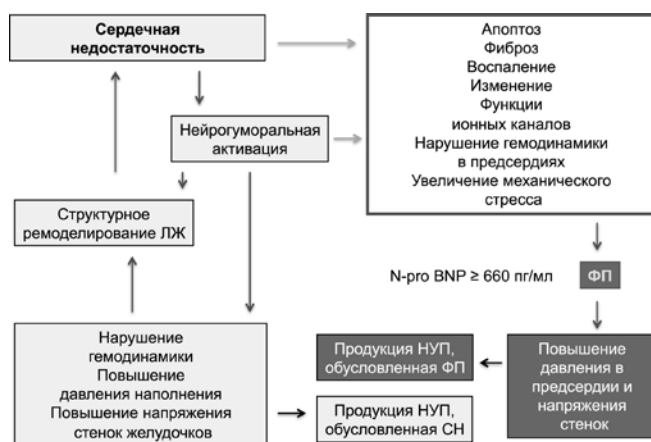 Сердечная
недостаточность
Апоптоз
Фиброз
Воспаление
Изменение
Функции
ионных каналов
Нарушение гемодинамики
в предсердиях
Увеличение механического
стресса
Нейрогуморальная
активация
Структурное
ремоделирование ЛЖ
N-pro BNP ≥ 660 пг/мл
ФП
Нарушение
гемодинамики
Повышение
давления наполнения
Повышение напряжения
стенок желудочков
Продукция НУП,
обусловленная ФП
Продукция НУП,
обусловленная СН
Повышение
давления в
предсердии и
напряжения
стенок